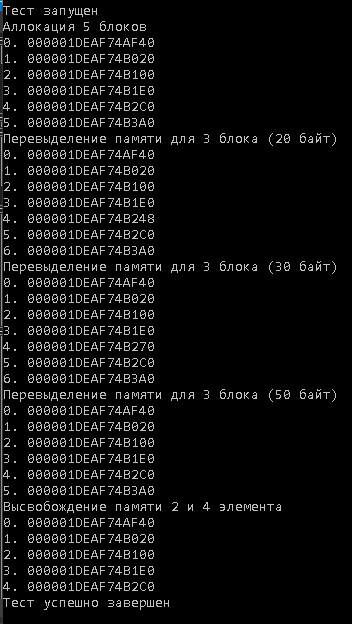 Тест запущен
Аллокация 5 блоков
0. 000001DEAF74AF40
1. 000001DEAF74B020
2. 000001DEAF74B100
3. 000001DEAF74B1E0
4. 000001DEAF74B2C0
5. 000001DEAF74B3A0
Перевыделение памяти для 3 блока (20 байт)
0. 000001DEAF74AF40
1. 000001DEAF74B020
2. 000001DEAF74B100
3. 000001DEAF74B1E0
4. 000001DEAF74B248
5. 000001DEAF74B2C0
6. 000001DEAF74B3A0
Перевыделение памяти для 3 блока (30 байт)
0. 000001DEAF74AF40
1. 000001DEAF74B020
2. 000001DEAF74B100
3. 000001DEAF74B1E0
4. 000001DEAF74B270
5. 000001DEAF74B2C0
6. 000001DEAF74B3A0
Перевыделение памяти для 3 блока (50 байт)
0. 000001DEAF74AF40
1. 000001DEAF74B020
2. 000001DEAF74B100
3. 000001DEAF74B1E0
4. 000001DEAF74B2C0
5. 000001DEAF74B3A0
Высвобождение памяти 2 и 4 элемента
0. 000001DEAF74AF40
1. 000001DEAF74B020
2. 000001DEAF74B100
3. 000001DEAF74B1E0
4. 000001DEAF74B2C0
Тест успешно завершен